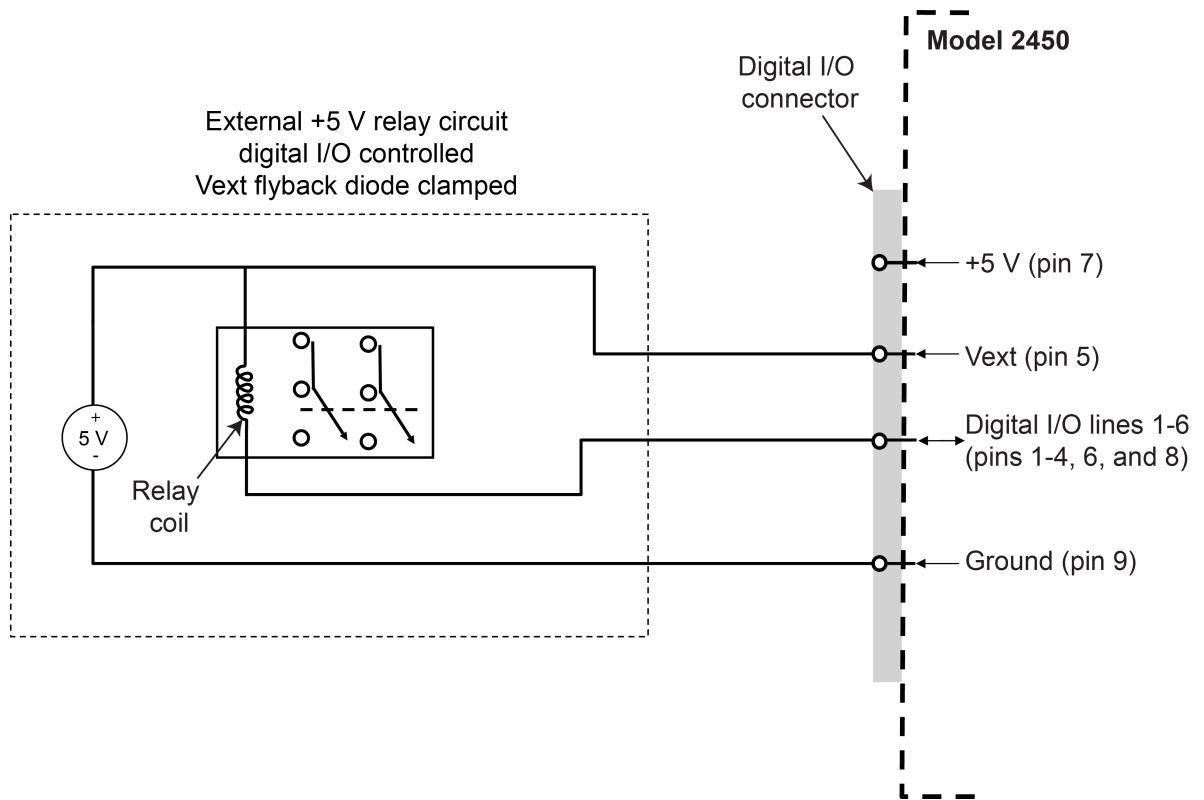 Model 2450
Digital I/O
connector
External +5 V relay circuit
digital I/O controlled
Vext flyback diode clamped
+5 V (pin 7)
Vext (pin 5)
Digital I/O lines 1-6
(pins 1-4, 6, and 8)
+
5 V
-
Relay
coil
Ground (pin 9)